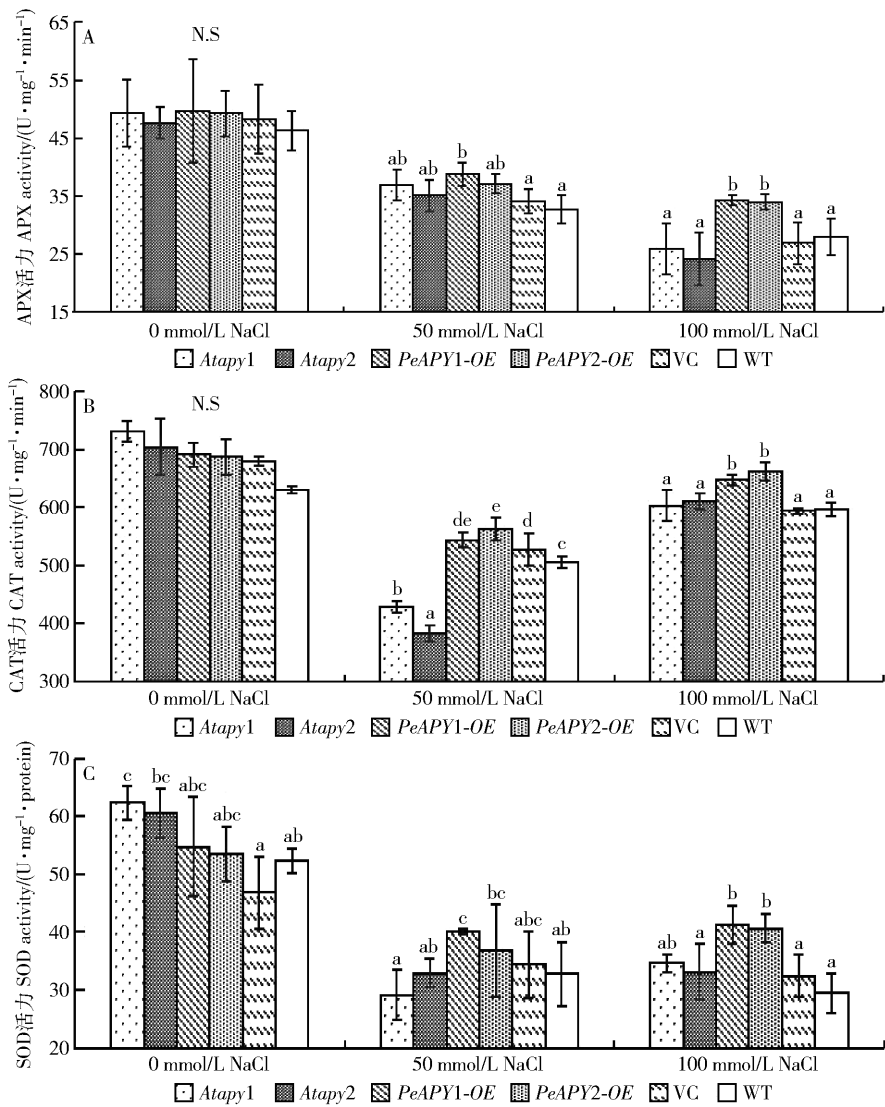 A
N.S
APX活力 APX activity/(U·mg⁻¹·min⁻¹)
65
55
45
35
25
15
ab ab b ab a a
a a b b a a
0 mmol/L NaCl 50 mmol/L NaCl 100 mmol/L NaCl
Atapy1 Atapy2 PeAPY1-OE PeAPY2-OE VC WT
B
N.S
CAT活力 CAT activity/(U·mg⁻¹·min⁻¹)
800
700
600
500
400
300
b a de e d c
a a b b a a
0 mmol/L NaCl 50 mmol/L NaCl 100 mmol/L NaCl
Atapy1 Atapy2 PeAPY1-OE PeAPY2-OE VC WT
C
SOD活力 SOD activity/(U·mg⁻¹·protein)
70
60
50
40
30
20
c bc abc abc a ab
a ab c bc abc ab
ab a b b a a
0 mmol/L NaCl 50 mmol/L NaCl 100 mmol/L NaCl
Atapy1 Atapy2 PeAPY1-OE PeAPY2-OE VC WT